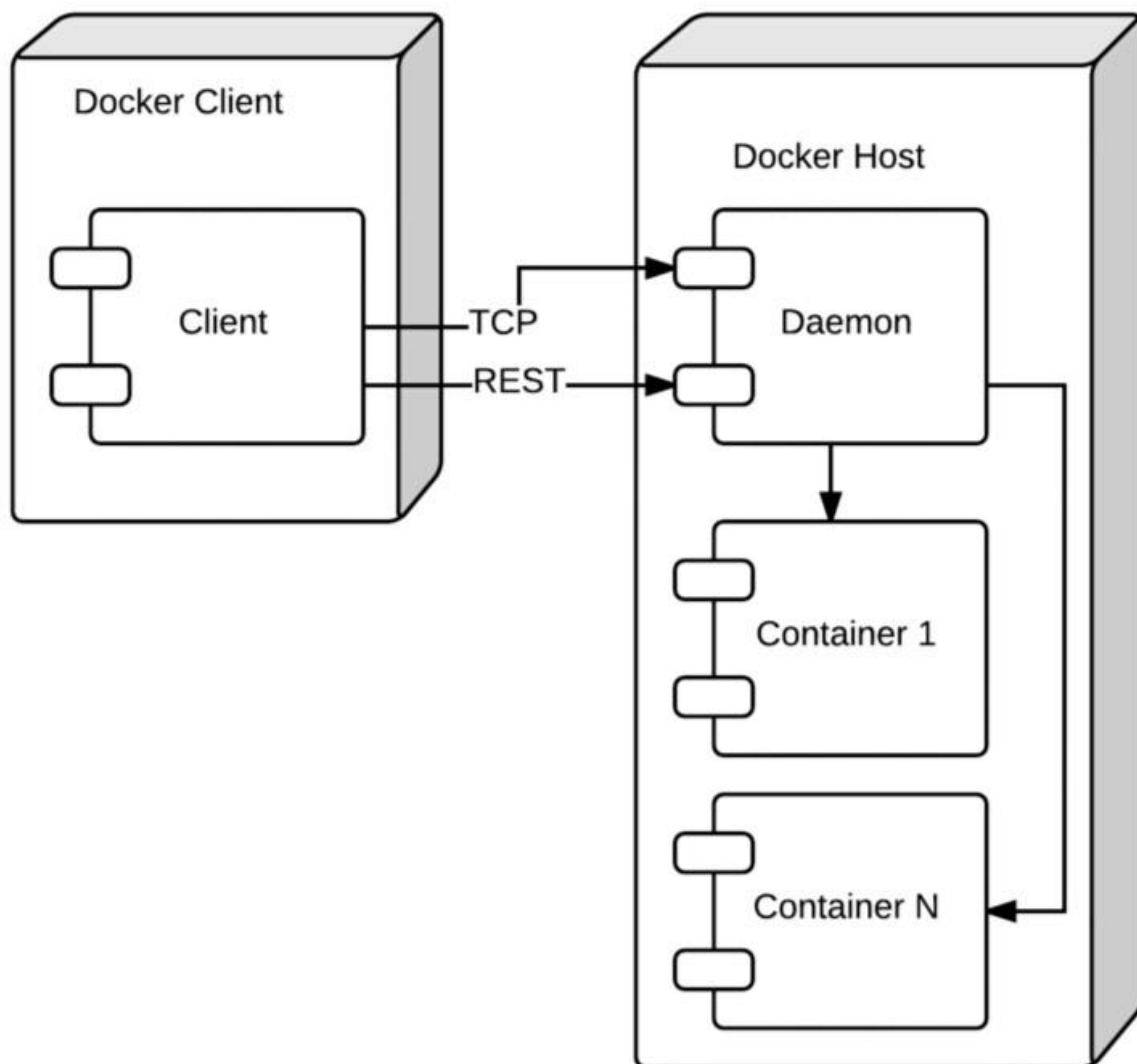 Docker Client
Client
TCP
REST
Docker Host
Daemon
Container 1
Container N